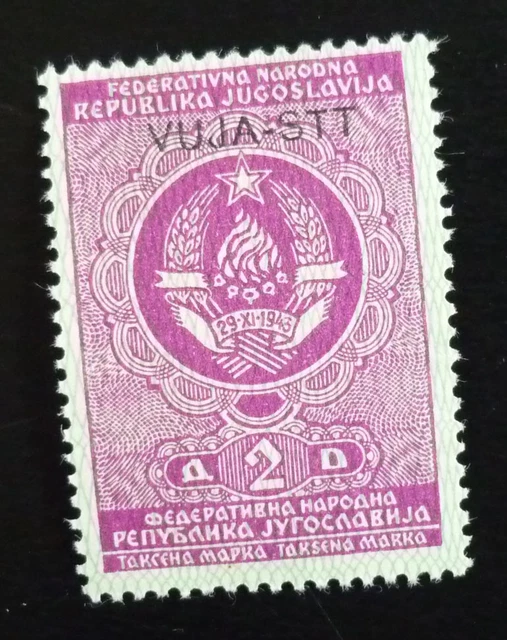 FEDERATIVNA NARODNA
REPUBLIKA JUGOSLAVIJA
VUJA-STT
29·XI·1943
Д 2 D
ФЕДЕРАТИВНА НАРОДНА
РЕПУБЛИКА ЈУГОСЛАВИЈА
ТАКСЕНА МАРКА TAKSENA MARKA